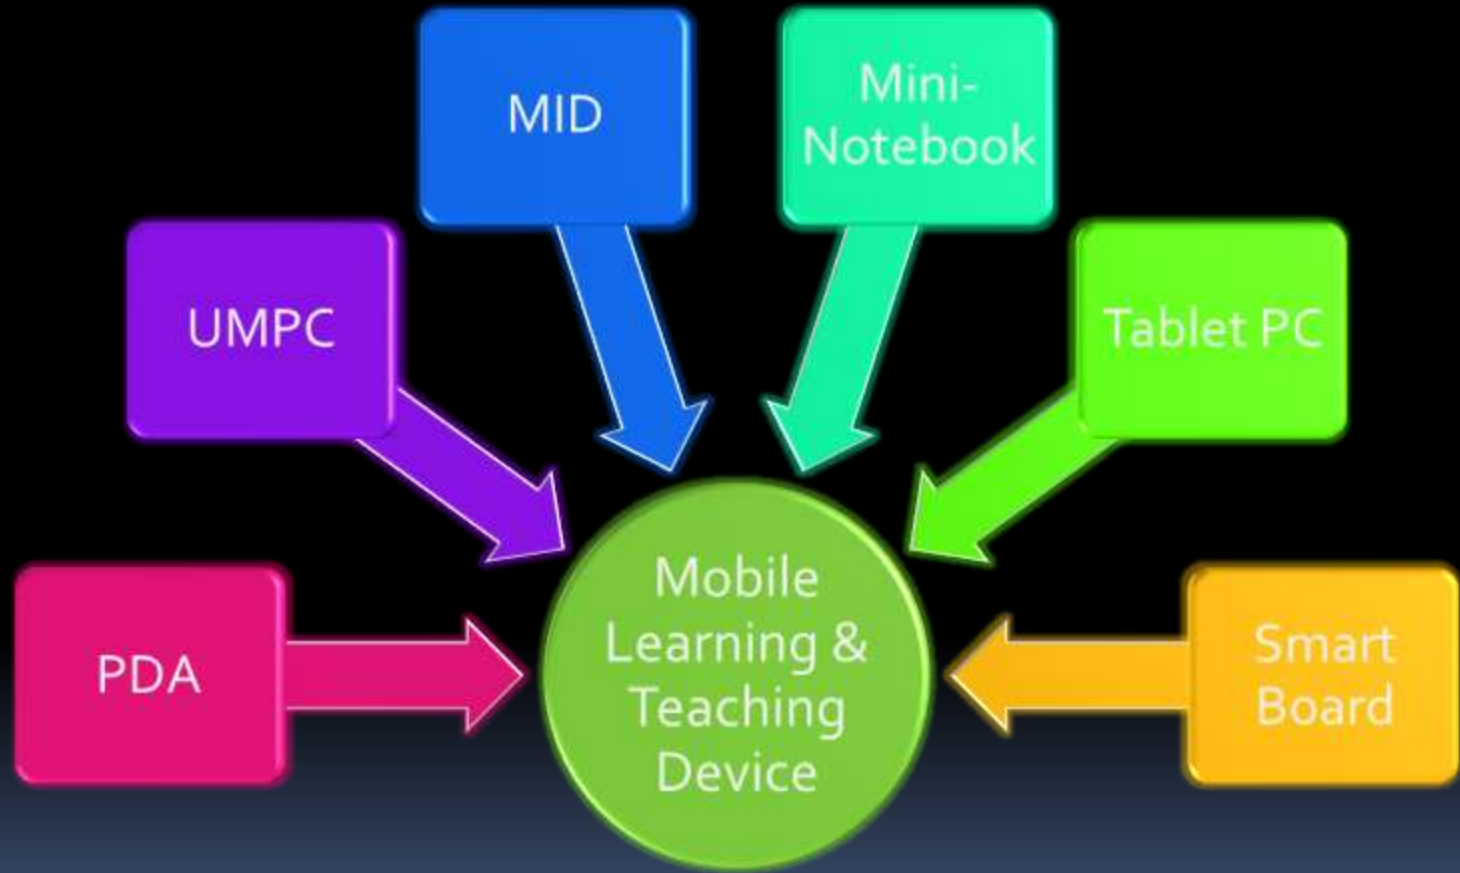 MID
Mini-
Notebook
UMPC
Tablet PC
PDA
Mobile
Learning &
Teaching
Device
Smart
Board